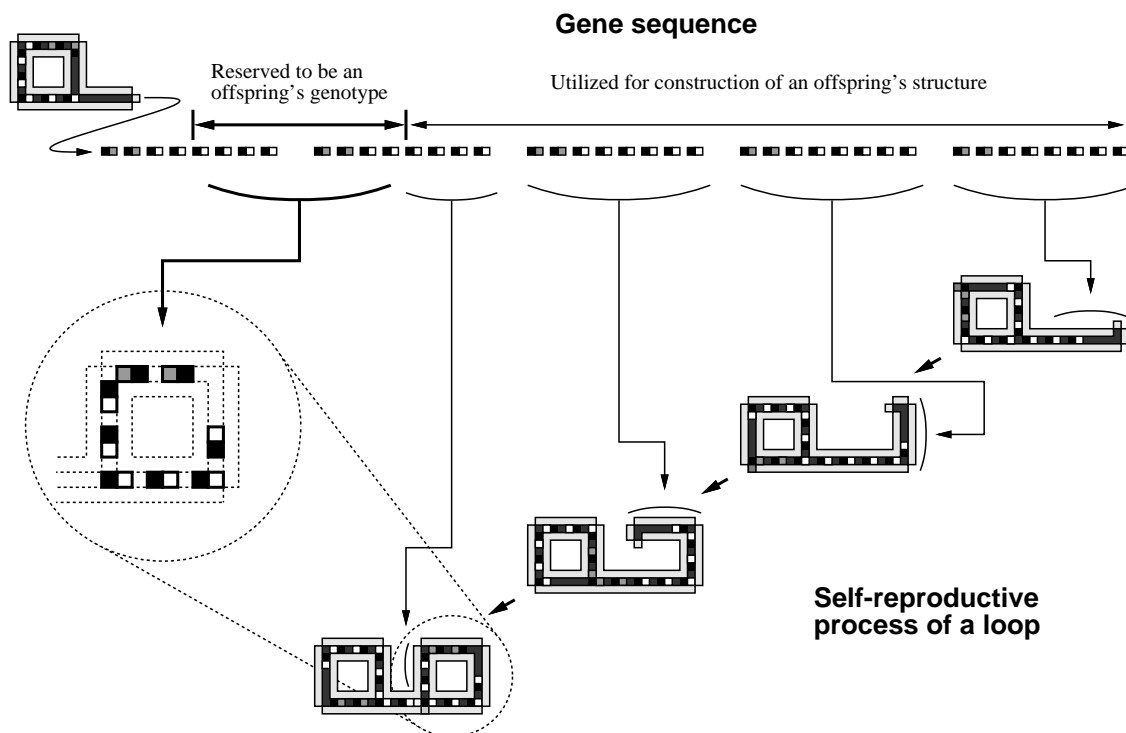 Gene sequence
Reserved to be an
offspring's genotype
Utilized for construction of an offspring's structure
Self-reproductive
process of a loop